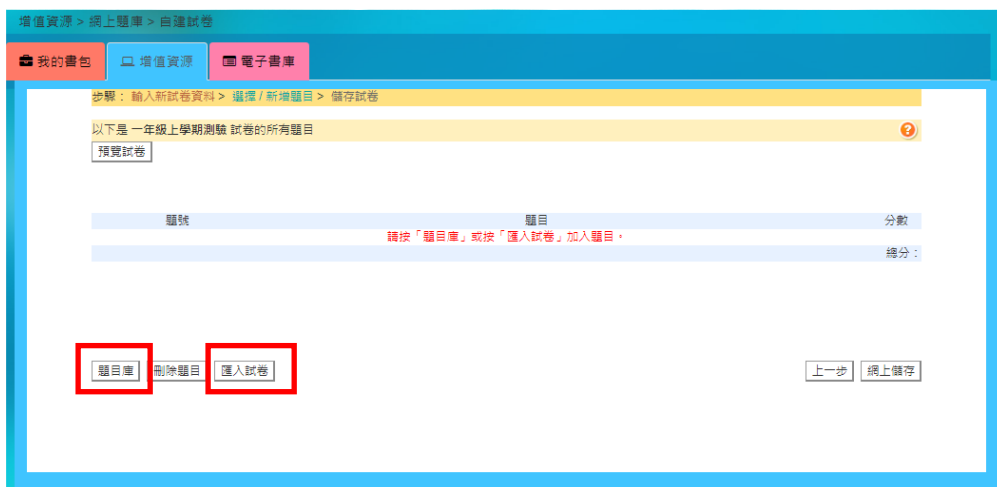 增值資源 > 網上題庫 > 自建試卷
我的書包 增值資源 電子書庫
步驟： 輸入新試卷資料 > 選擇 / 新增題目 > 儲存試卷
以下是 一年級上學期測驗 試卷的所有題目 ?
預覽試卷
題號 題目 分數
請按「題目庫」或按「匯入試卷」加入題目。
總分：
題目庫 刪除題目 匯入試卷 上一步 網上儲存